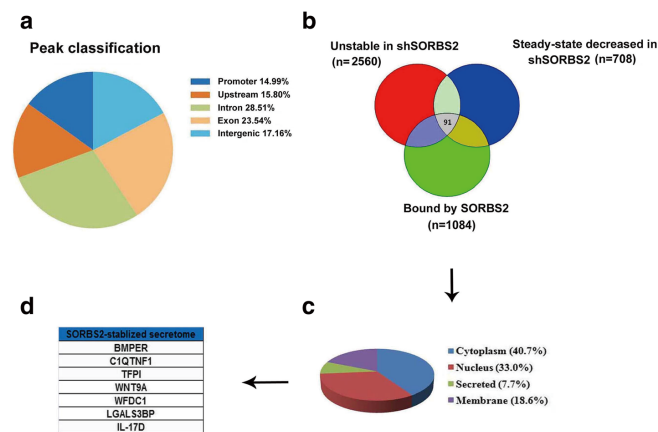 a
Peak classification
Promoter 14.99%
Upstream 15.80%
Intron 28.51%
Exon 23.54%
Intergenic 17.16%
b
Unstable in shSORBS2
(n=2560)
Steady-state decreased in
shSORBS2 (n=708)
91
Bound by SORBS2
(n=1084)
d
SORBS2-stablized secretome
BMPER
C1QTNF1
TFPI
WNT9A
WFDC1
LGALS3BP
IL-17D
c
Cytoplasm (40.7%)
Nucleus (33.0%)
Secreted (7.7%)
Membrane (18.6%)